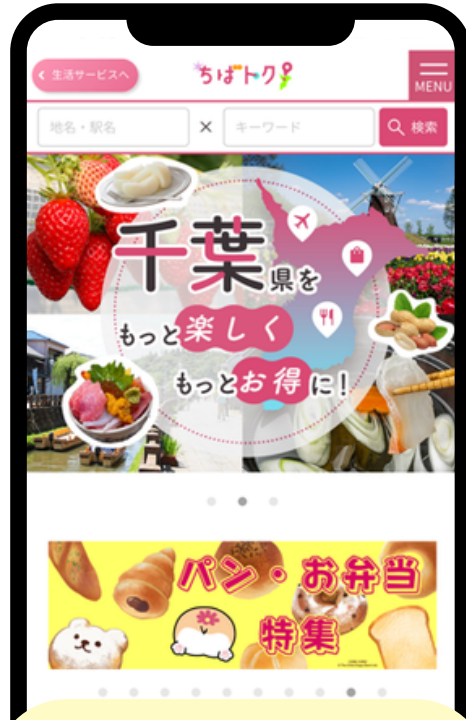 生活サービスへ
ちばトク
MENU
地名・駅名
×
キーワード
検索
千葉県を
もっと楽しく
もっとお得に!
パン・お弁当
特集